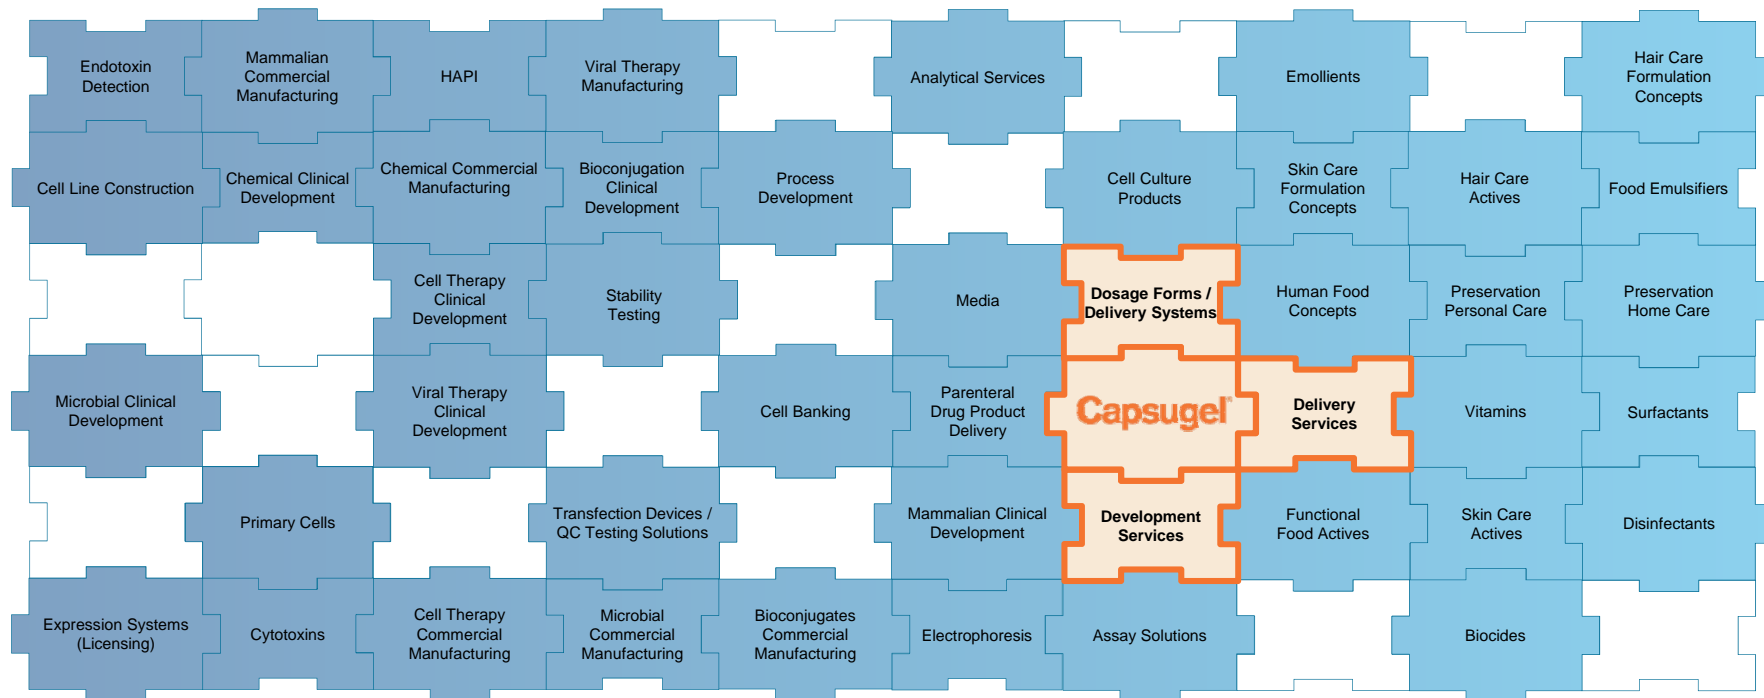 Endotoxin
Detection
Mammalian
Commercial
Manufacturing
HAPI
Viral Therapy
Manufacturing
Analytical Services
Emollients
Hair Care
Formulation
Concepts
Cell Line Construction
Chemical Clinical
Development
Chemical Commercial
Manufacturing
Bioconjugation
Clinical
Development
Process
Development
Cell Culture
Products
Skin Care
Formulation
Concepts
Hair Care
Actives
Food Emulsifiers
Cell Therapy
Clinical
Development
Stability
Testing
Media
Dosage Forms /
Delivery Systems
Human Food
Concepts
Preservation
Personal Care
Preservation
Home Care
Microbial Clinical
Development
Viral Therapy
Clinical
Development
Cell Banking
Parenteral
Drug Product
Delivery
Capsugel®
Delivery
Services
Vitamins
Surfactants
Primary Cells
Transfection Devices /
QC Testing Solutions
Mammalian Clinical
Development
Development
Services
Functional
Food Actives
Skin Care
Actives
Disinfectants
Expression Systems
(Licensing)
Cytotoxins
Cell Therapy
Commercial
Manufacturing
Microbial
Commercial
Manufacturing
Bioconjugates
Commercial
Manufacturing
Electrophoresis
Assay Solutions
Biocides